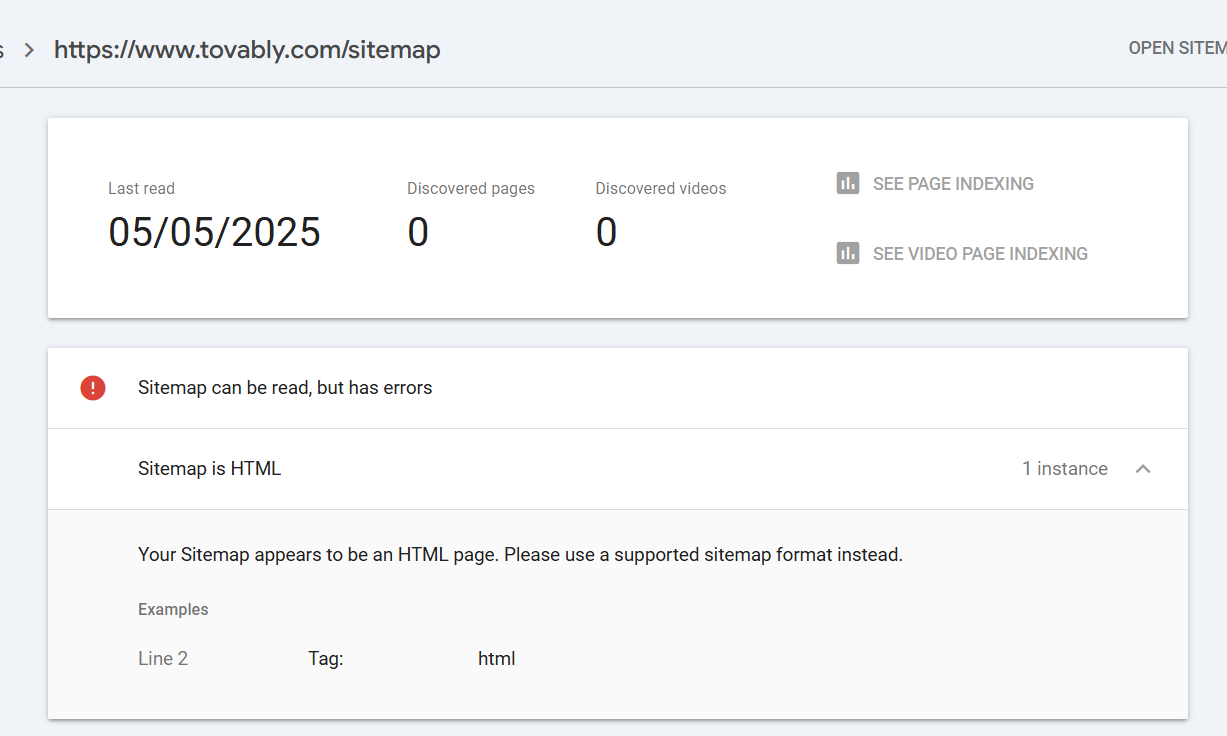 s > https://www.tovably.com/sitemap OPEN SITEM
Last read Discovered pages Discovered videos
05/05/2025 0 0
SEE PAGE INDEXING
SEE VIDEO PAGE INDEXING
Sitemap can be read, but has errors
Sitemap is HTML 1 instance
Your Sitemap appears to be an HTML page. Please use a supported sitemap format instead.
Examples
Line 2 Tag: html